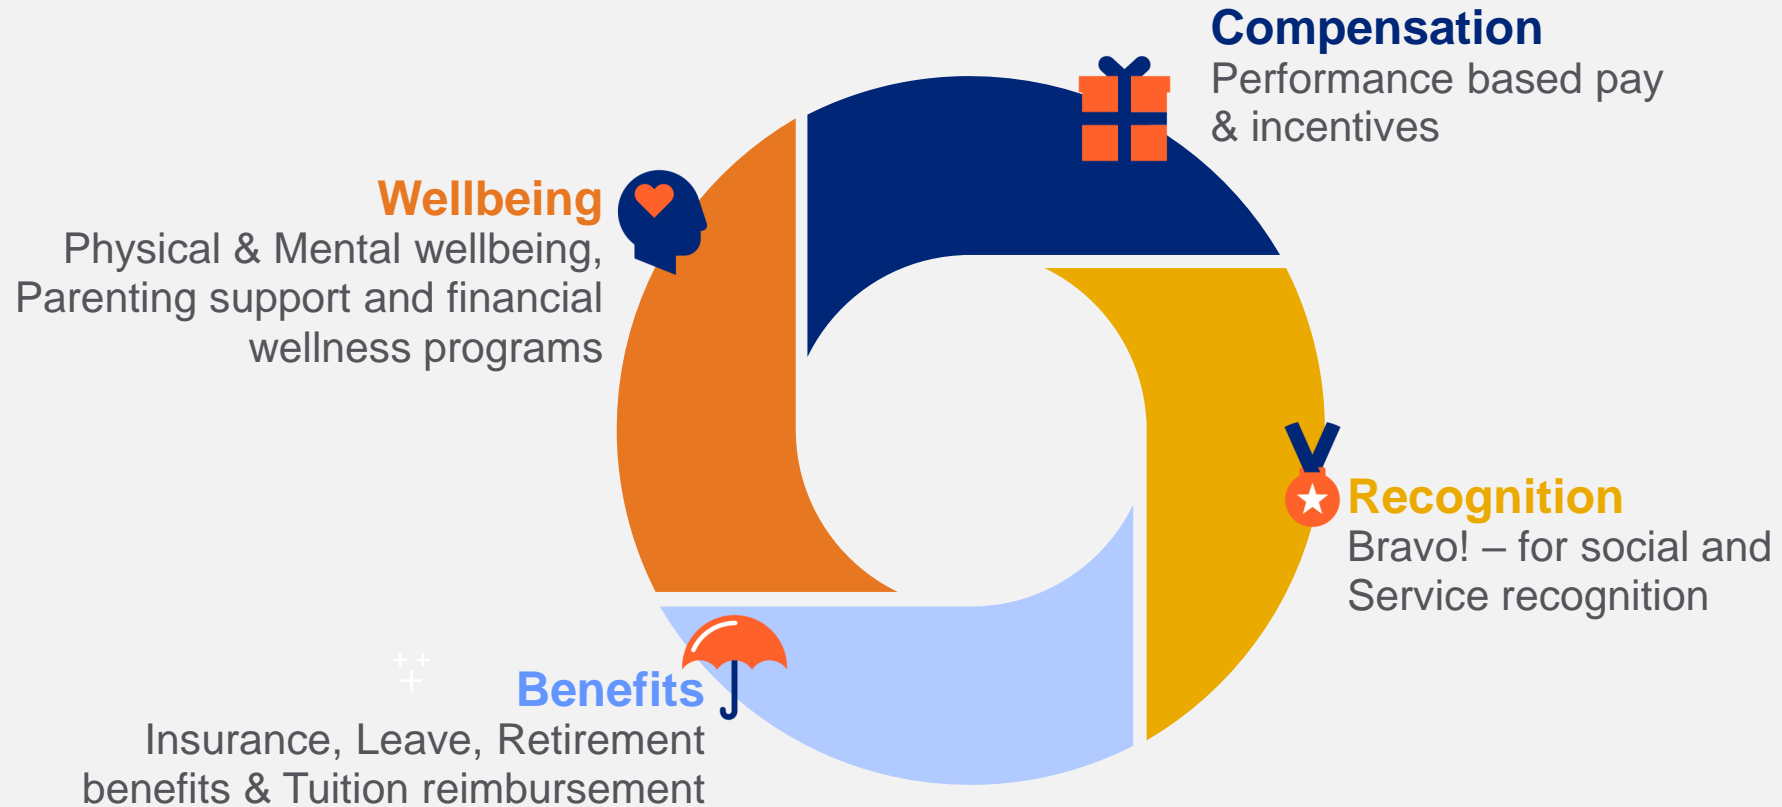 Compensation
Performance based pay
& incentives
Wellbeing
Physical & Mental wellbeing,
Parenting support and financial
wellness programs
Recognition
Bravo! – for social and
Service recognition
Benefits
Insurance, Leave, Retirement
benefits & Tuition reimbursement